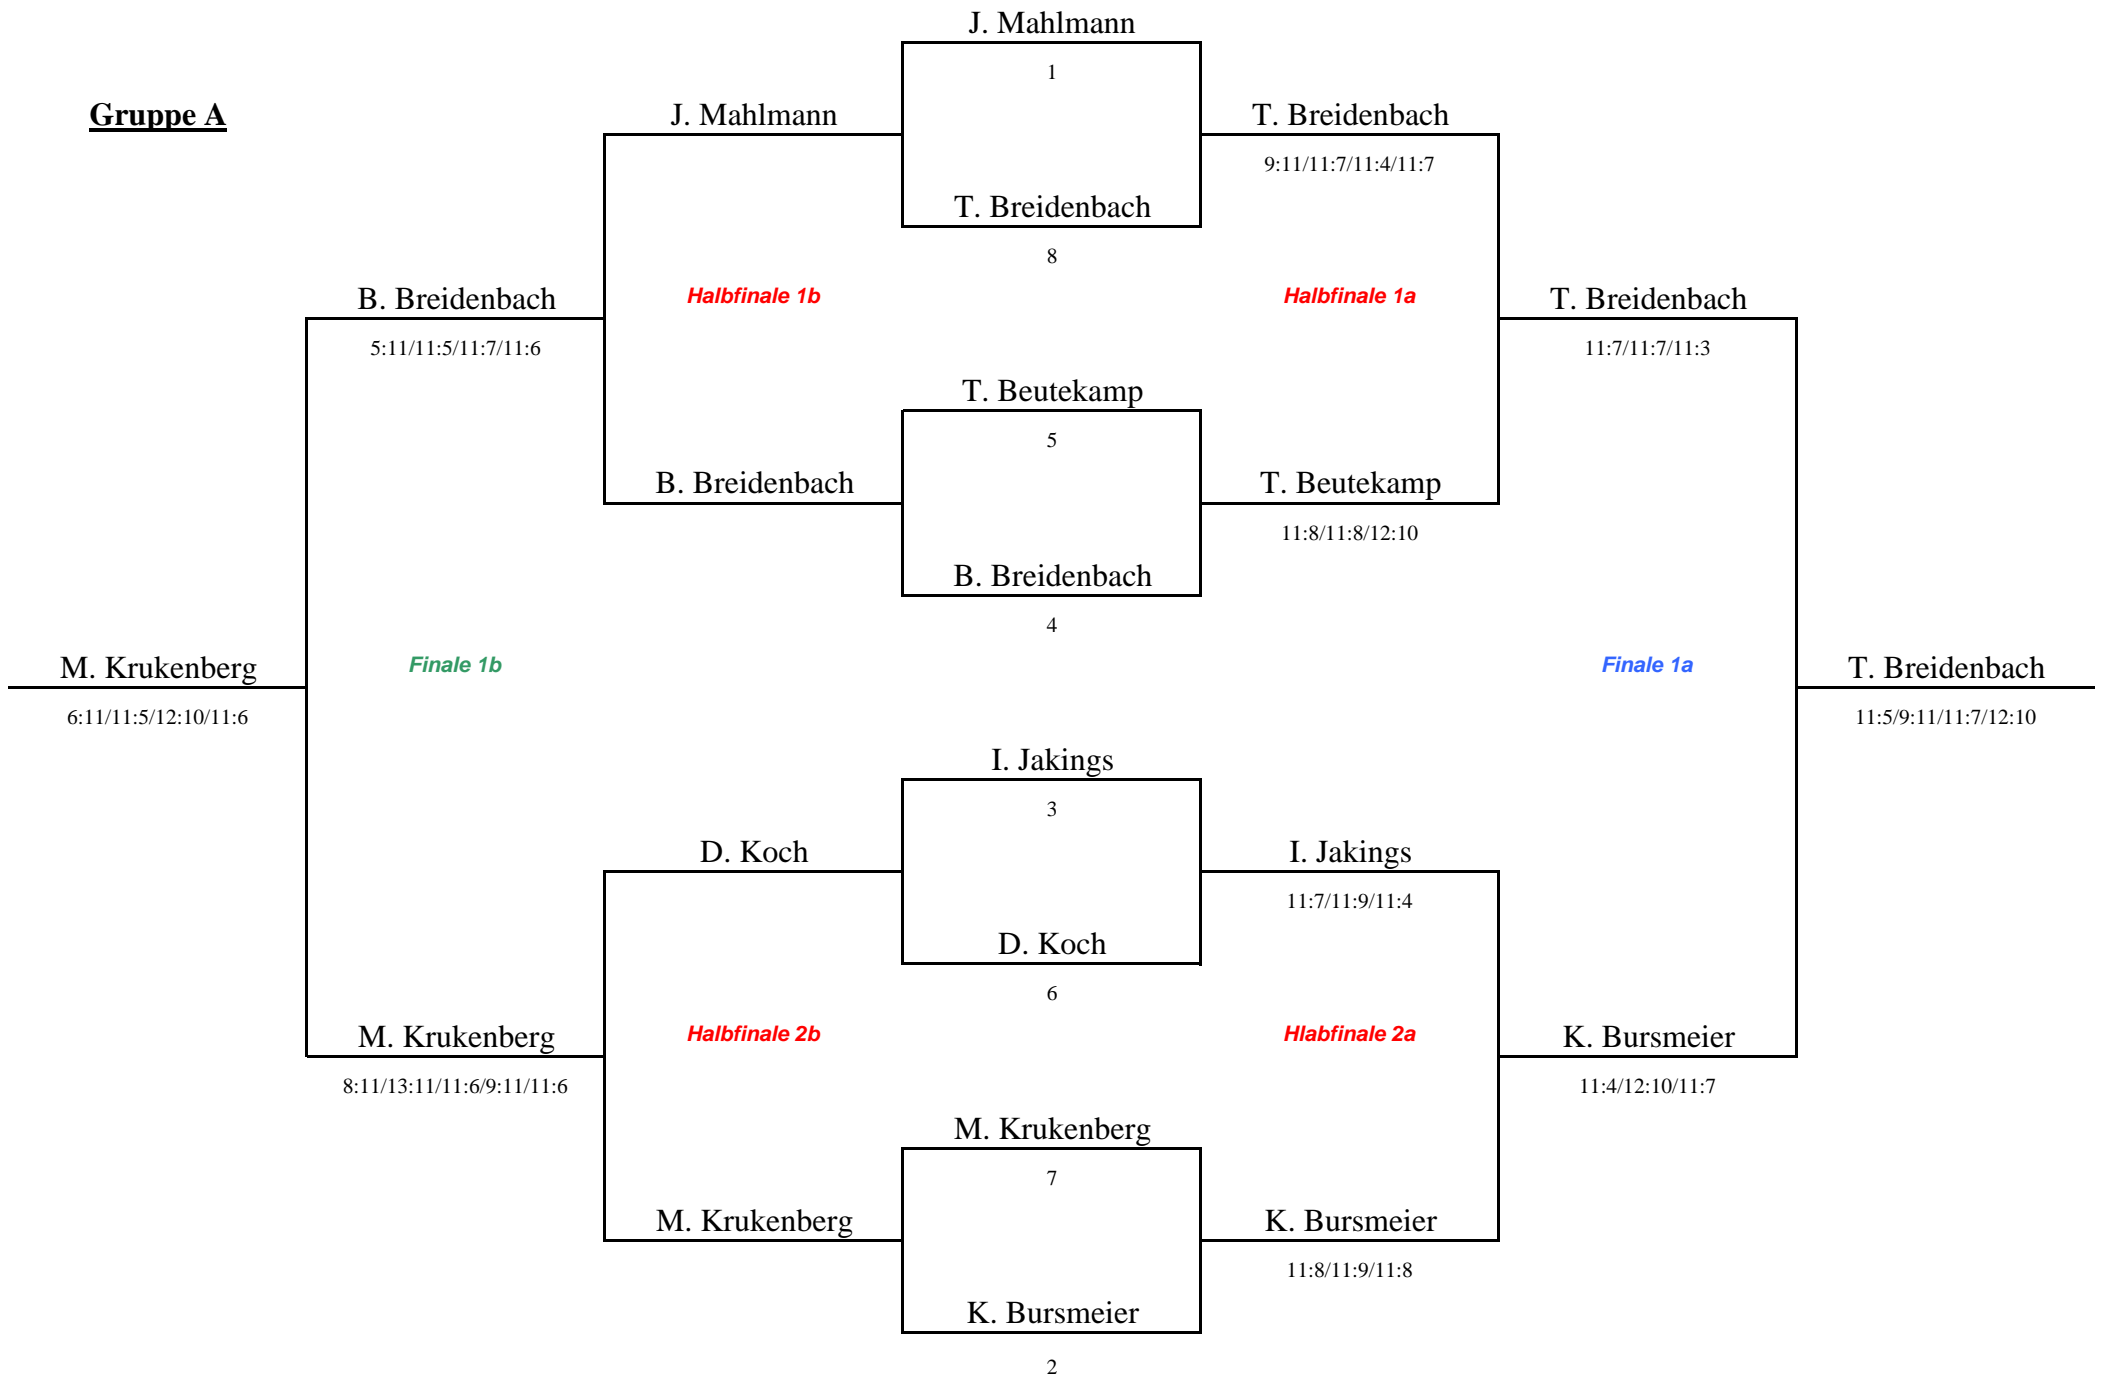 J. Mahlmann
1
Gruppe A
J. Mahlmann
T. Breidenbach
9:11/11:7/11:4/11:7
T. Breidenbach
8
B. Breidenbach
Halbfinale 1b
Halbfinale 1a
T. Breidenbach
5:11/11:5/11:7/11:6
11:7/11:7/11:3
T. Beutekamp
5
B. Breidenbach
T. Beutekamp
11:8/11:8/12:10
B. Breidenbach
4
M. Krukenberg
Finale 1b
Finale 1a
T. Breidenbach
6:11/11:5/12:10/11:6
11:5/9:11/11:7/12:10
I. Jakings
3
D. Koch
I. Jakings
11:7/11:9/11:4
D. Koch
6
M. Krukenberg
Halbfinale 2b
Hlabfinale 2a
K. Bursmeier
8:11/13:11/11:6/9:11/11:6
11:4/12:10/11:7
M. Krukenberg
7
M. Krukenberg
K. Bursmeier
11:8/11:9/11:8
K. Bursmeier
2